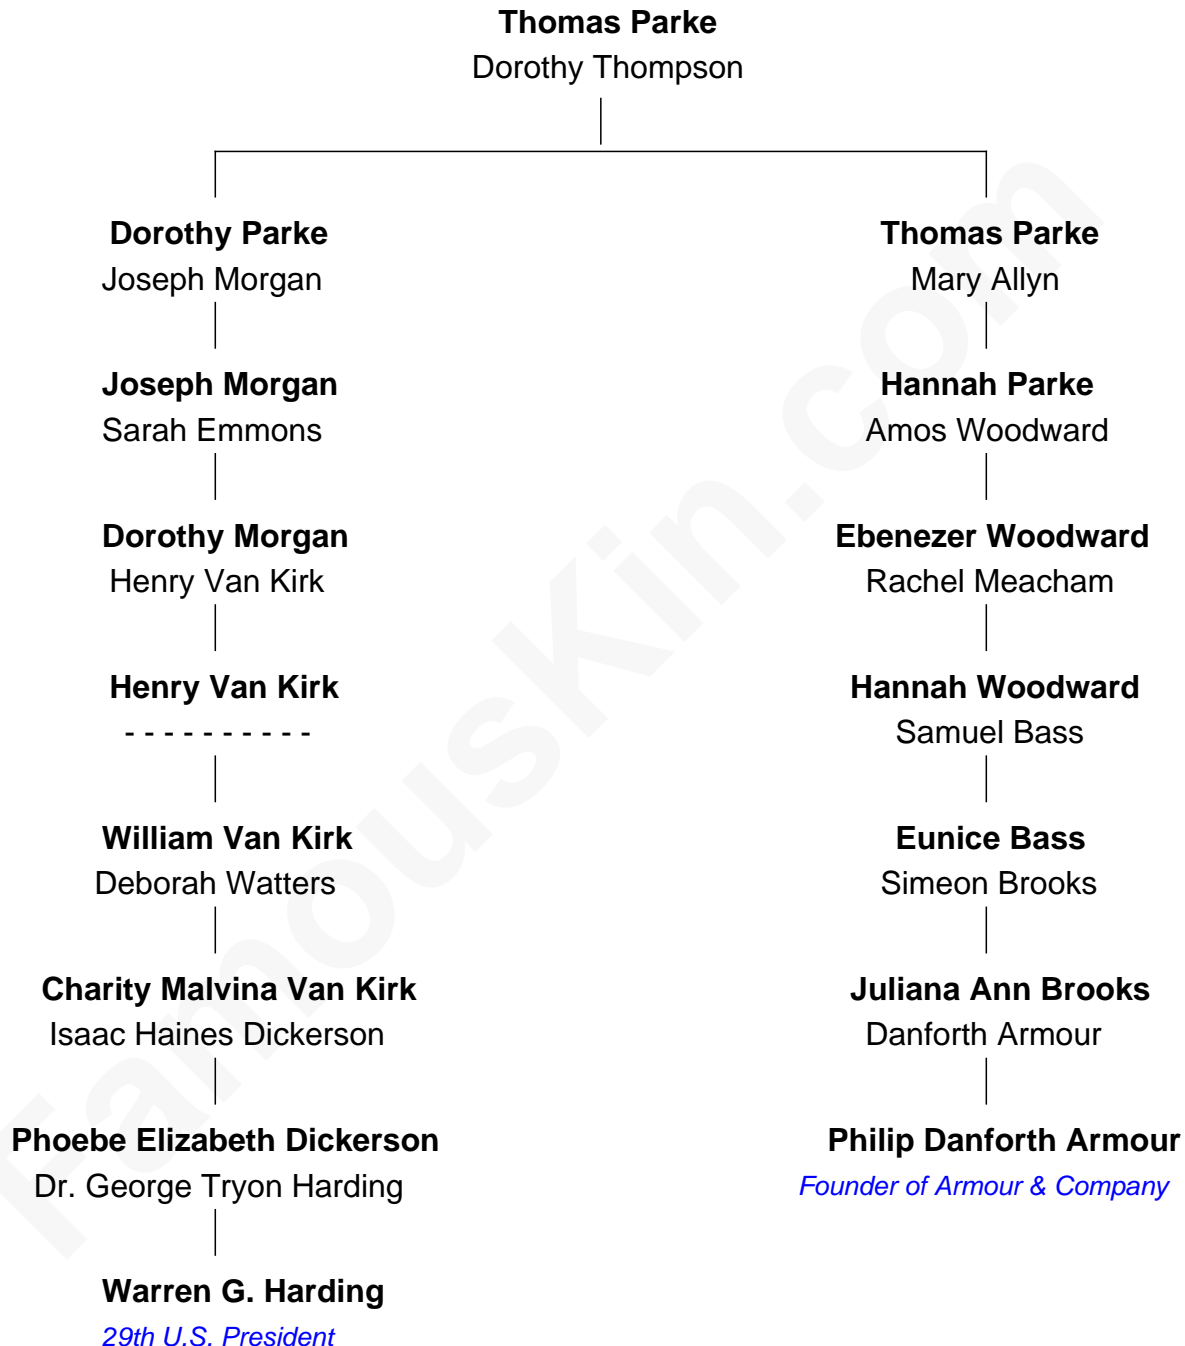 Thomas Parke
Dorothy Thompson
Dorothy Parke
Joseph Morgan
Joseph Morgan
Sarah Emmons
Dorothy Morgan
Henry Van Kirk
Henry Van Kirk
- - - - - - - - - -
William Van Kirk
Deborah Watters
Charity Malvina Van Kirk
Isaac Haines Dickerson
Phoebe Elizabeth Dickerson
Dr. George Tryon Harding
Warren G. Harding
29th U.S. President
Thomas Parke
Mary Allyn
Hannah Parke
Amos Woodward
Ebenezer Woodward
Rachel Meacham
Hannah Woodward
Samuel Bass
Eunice Bass
Simeon Brooks
Juliana Ann Brooks
Danforth Armour
Philip Danforth Armour
Founder of Armour & Company
FamousKin.com